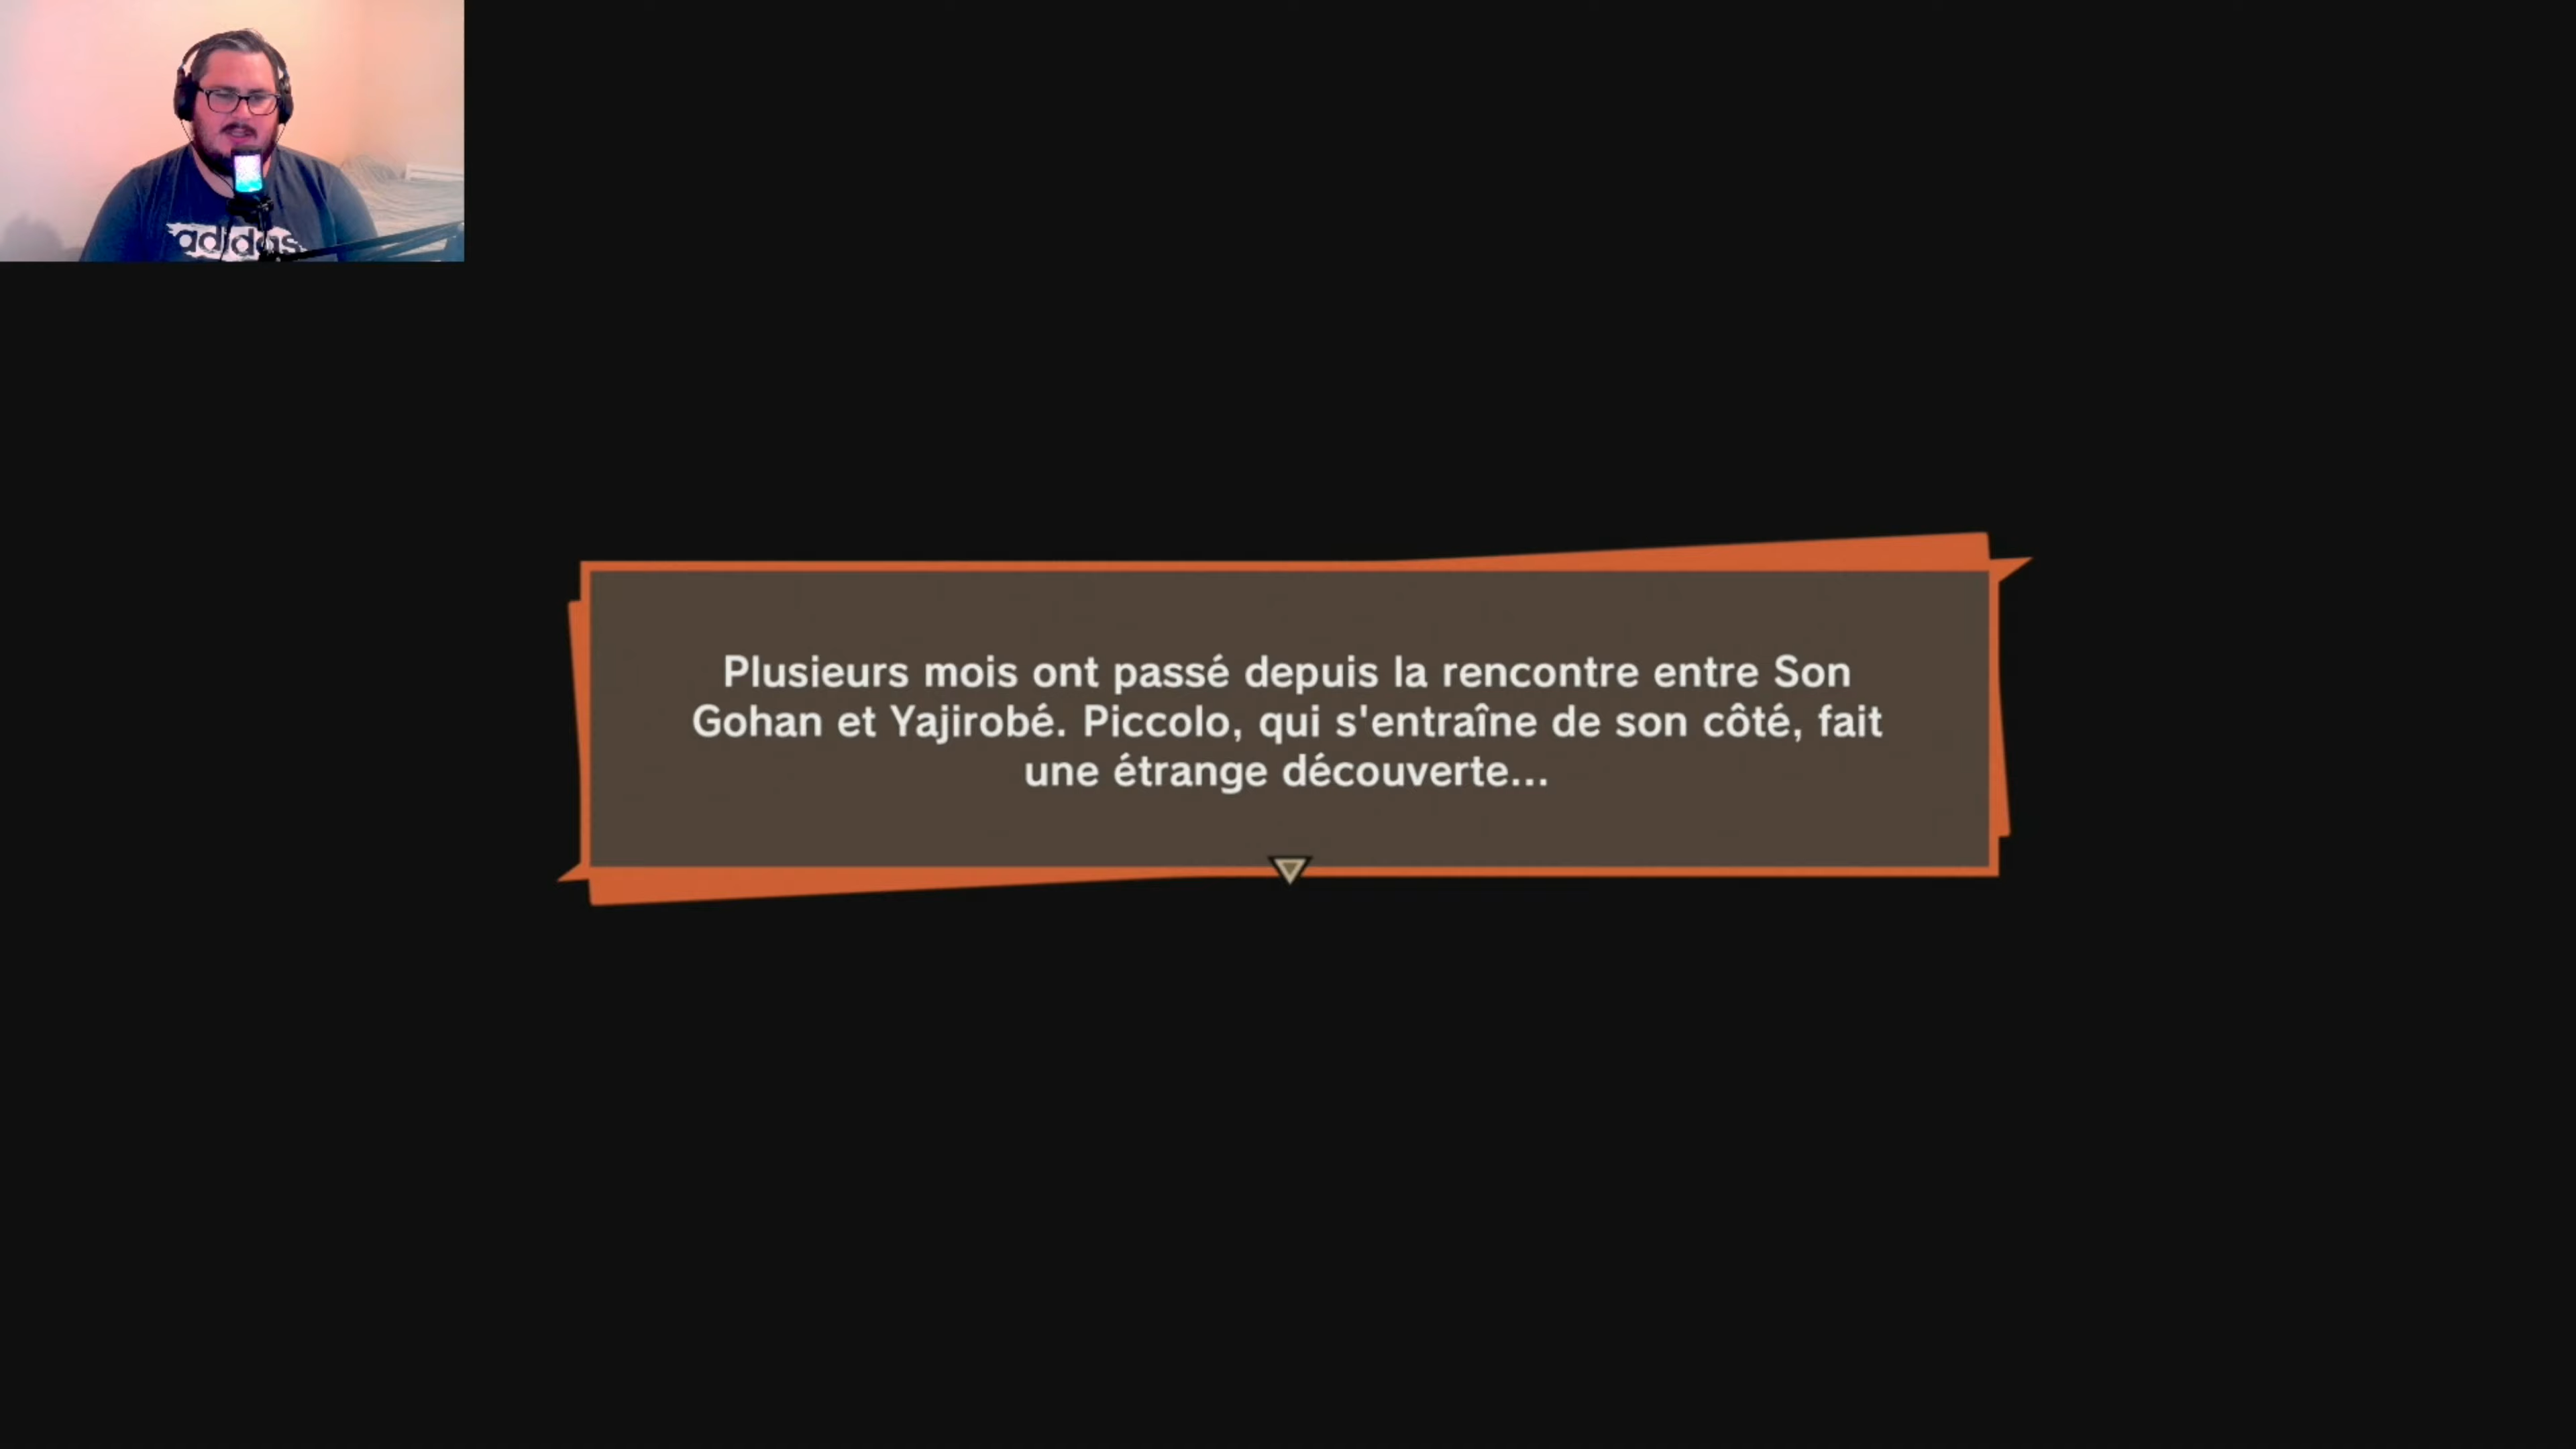 adidas
Plusieurs mois ont passé depuis la rencontre entre Son
Gohan et Yajirobé. Piccolo, qui s'entraîne de son côté, fait
une étrange découverte...